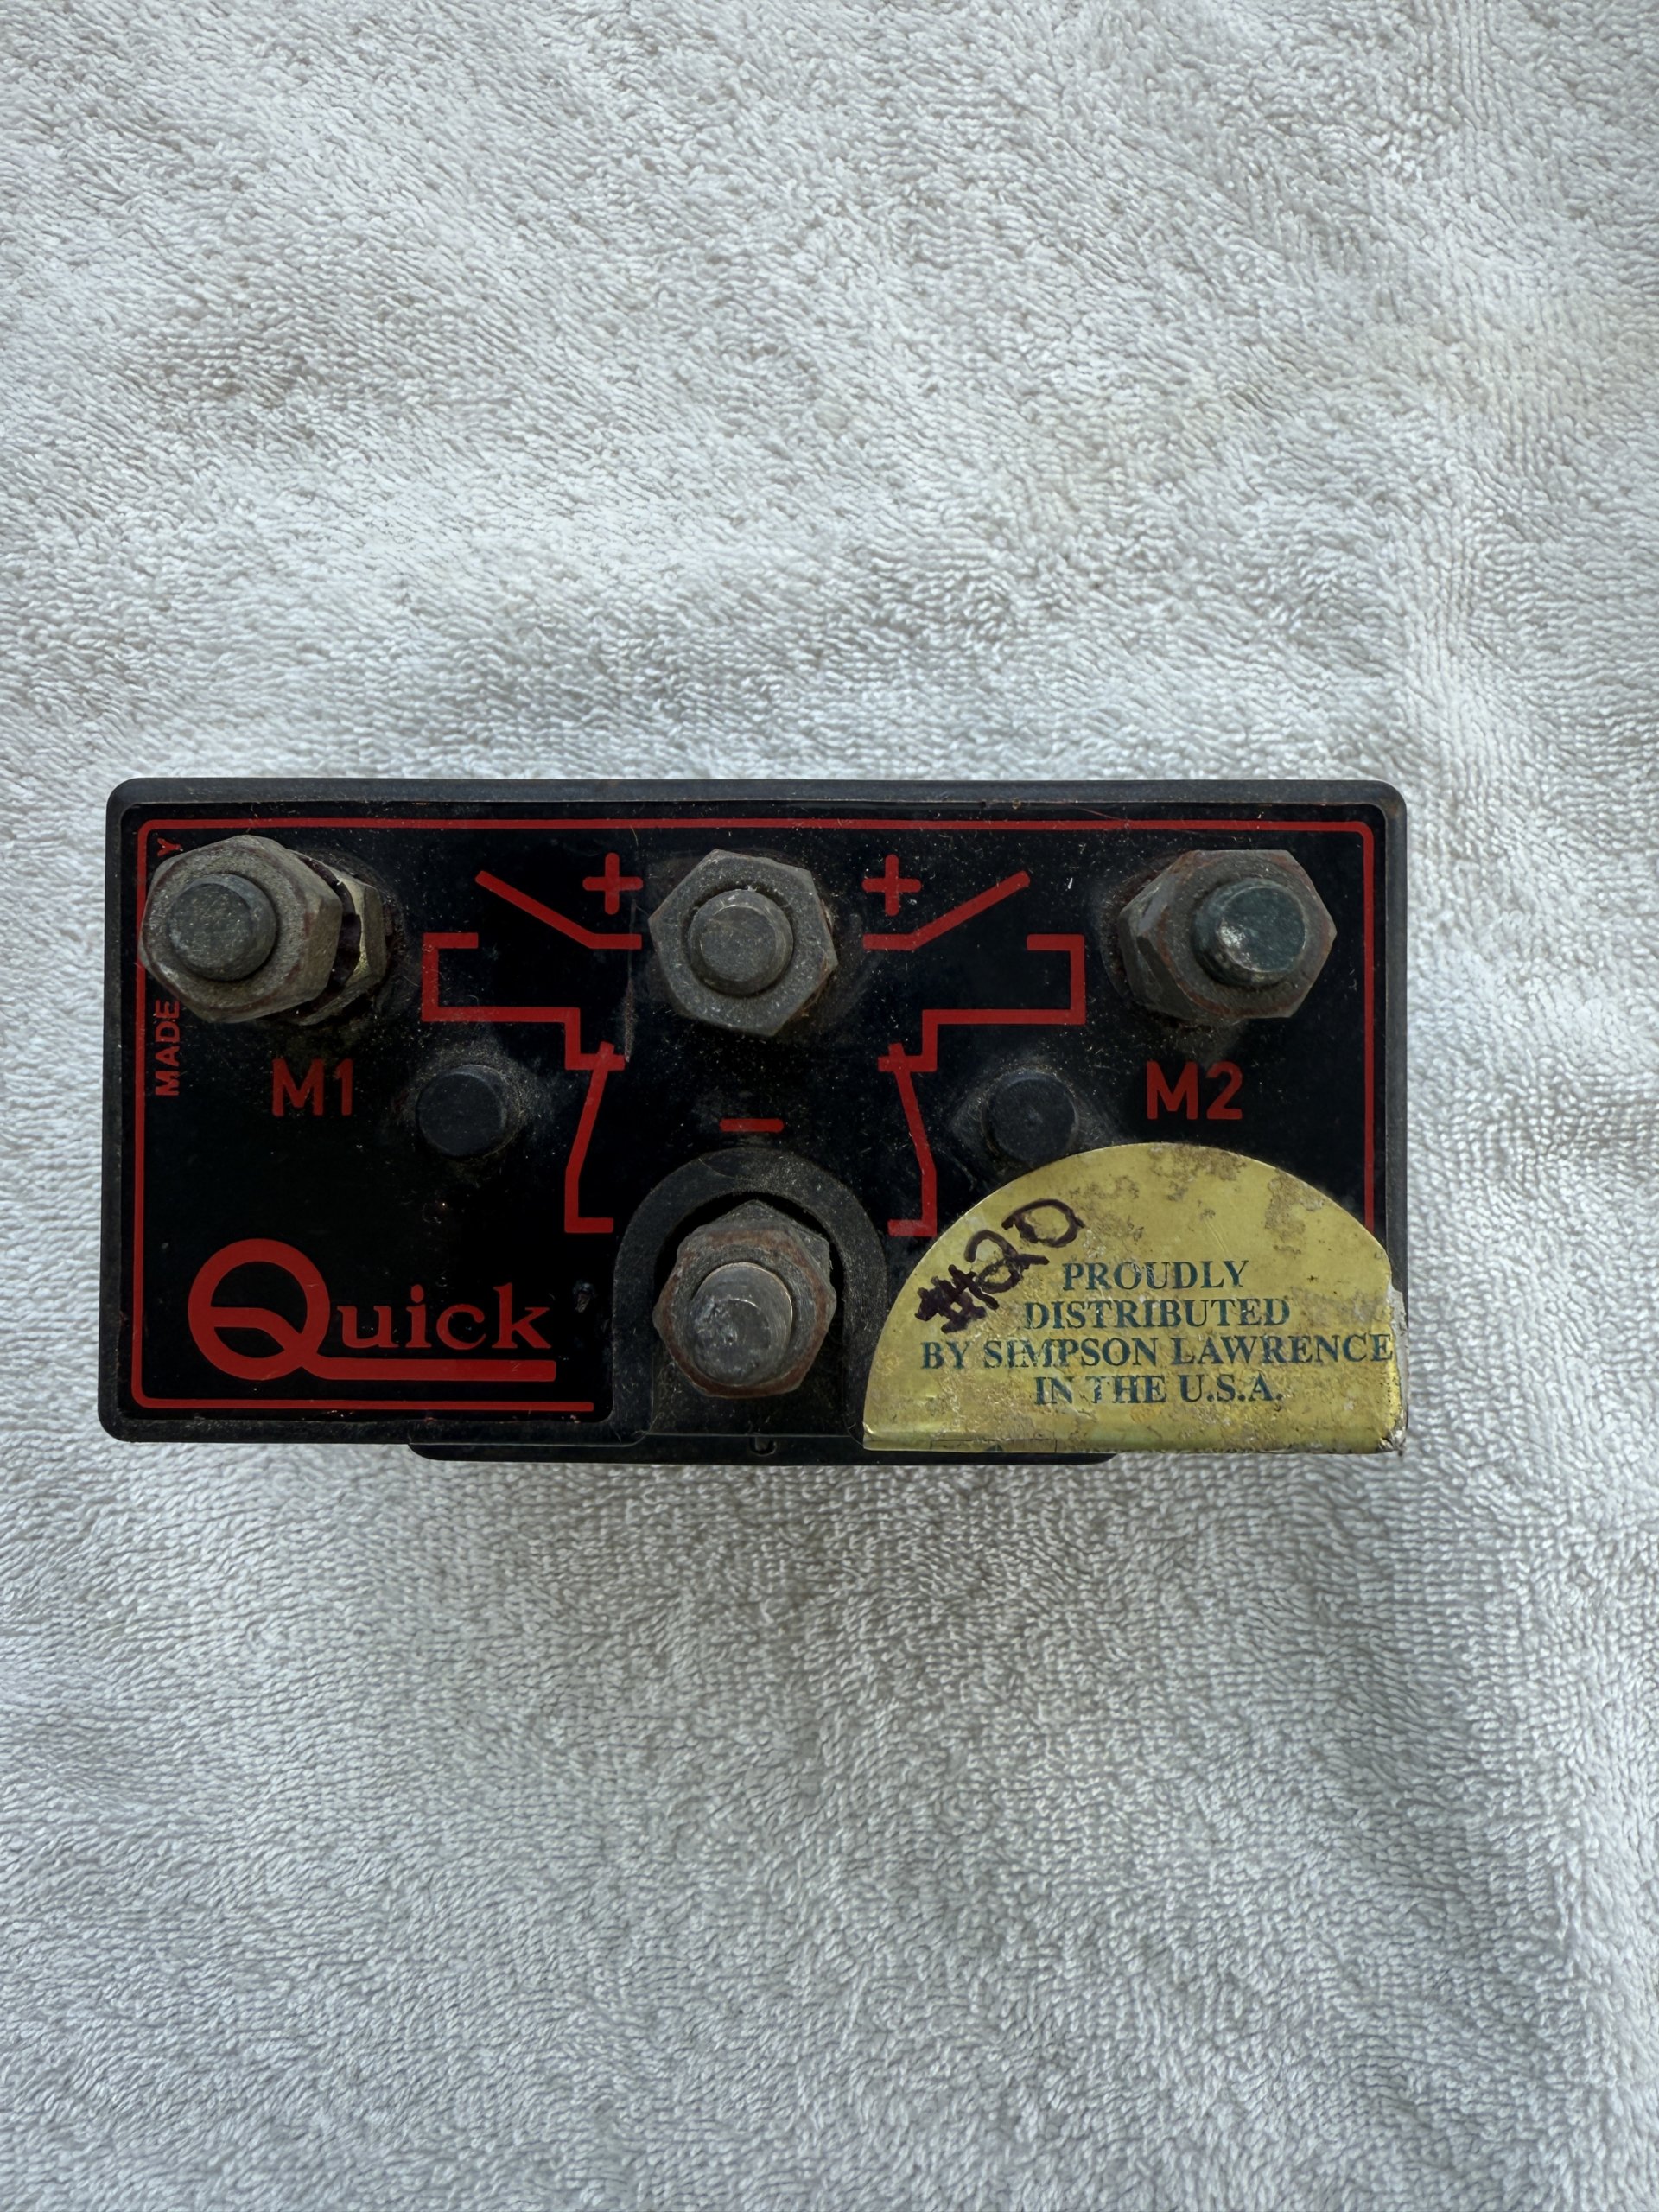 MADE Y
+ +
M1 M2
−
Quick
#20
PROUDLY
DISTRIBUTED
BY SIMPSON LAWRENCE
IN THE U.S.A.